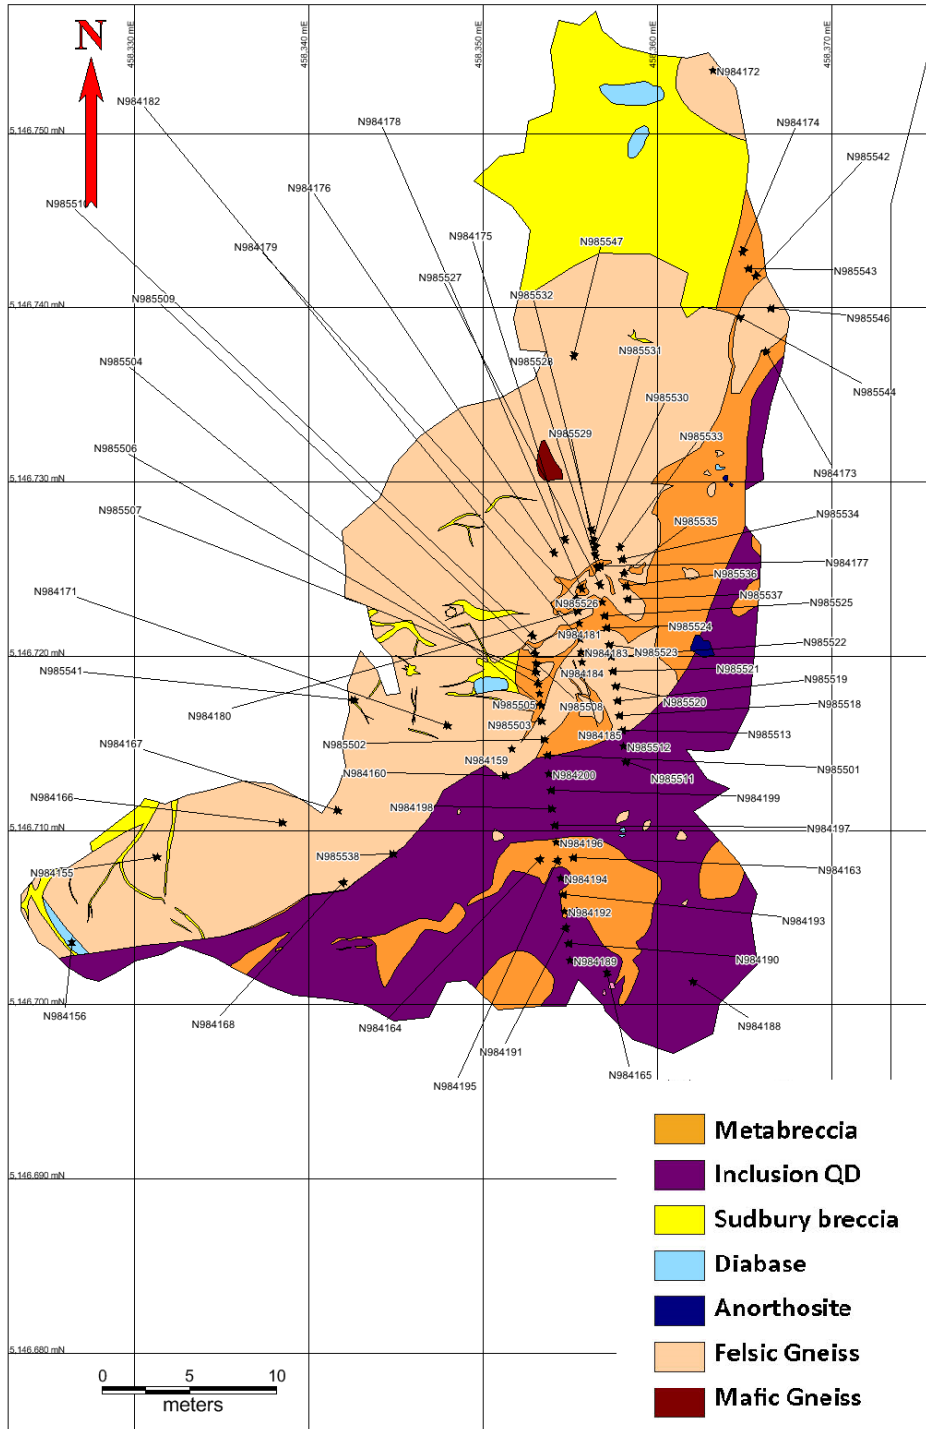 N
458,330 mE
458,340 mE
458,350 mE
458,360 mE
458,370 mE
N984172
N984182
N984178
N984174
5,146,750 mN
N985542
N984176
N985510
N984175
N985547
N984179
N985543
N985527
N985532
N985509
5,146,740 mN
N985546
N985531
N985504
N985528
N985544
N985530
N985529
N985533
N985506
N984173
5,146,730 mN
N985507
N985535
N985534
N984177
N985536
N984171
N985537
N985526
N985525
N984181
N985524
N985522
5,146,720 mN
N984183
N985523
N985541
N984184
N985521
N985519
N985505
N985508
N985520
N984180
N985518
N985503
N984185
N985513
N984167
N985502
N985512
N984159
N985501
N984160
N984200
N985511
N984166
N984199
N984198
5,146,710 mN
N984197
N984196
N985538
N984155
N984163
N984194
N984193
N984192
N984190
N984189
5,146,700 mN
N984156
N984168
N984164
N984188
N984191
N984165
N984195
Metabreccia
Inclusion QD
5,146,690 mN
Sudbury breccia
Diabase
Anorthosite
5,146,680 mN
Felsic Gneiss
0 5 10
meters
Mafic Gneiss